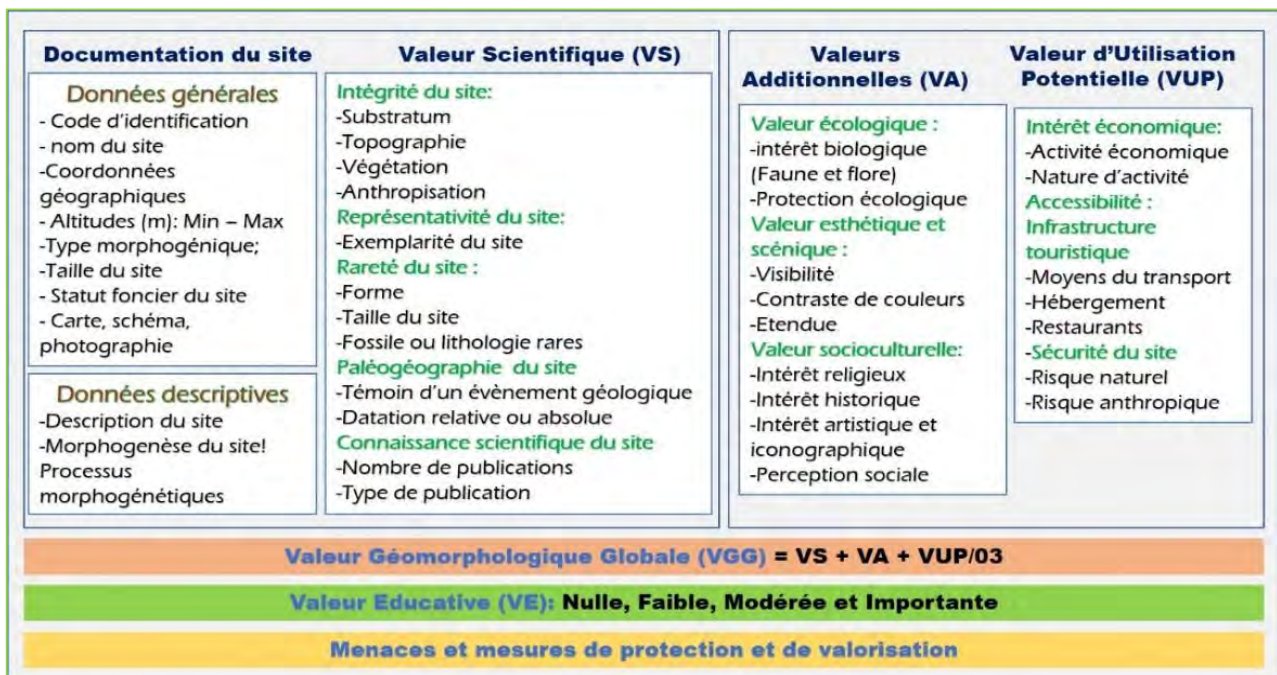 Documentation du site
Données générales
- Code d'identification
- nom du site
-Coordonnées
géographiques
- Altitudes (m): Min – Max
-Type morphogénique;
-Taille du site
- Statut foncier du site
- Carte, schéma,
photographie
Données descriptives
-Description du site
-Morphogenèse du site!
Processus
morphogénétiques
Valeur Scientifique (VS)
Intégrité du site:
-Substratum
-Topographie
-Végétation
-Anthropisation
Représentativité du site:
-Exemplarité du site
Rareté du site :
-Forme
-Taille du site
-Fossile ou lithologie rares
Paléogéographie du site
-Témoin d'un évènement géologique
-Datation relative ou absolue
Connaissance scientifique du site
-Nombre de publications
-Type de publication
Valeurs
Additionnelles (VA)
Valeur écologique :
-intérêt biologique
(Faune et flore)
-Protection écologique
Valeur esthétique et
scénique :
-Visibilité
-Contraste de couleurs
-Etendue
Valeur socioculturelle:
-Intérêt religieux
-Intérêt historique
-Intérêt artistique et
iconographique
-Perception sociale
Valeur d'Utilisation
Potentielle (VUP)
Intérêt économique:
-Activité économique
-Nature d'activité
Accessibilité :
Infrastructure
touristique
-Moyens du transport
-Hébergement
-Restaurants
-Sécurité du site
-Risque naturel
-Risque anthropique
Valeur Géomorphologique Globale (VGG) = VS + VA + VUP/03
Valeur Educative (VE): Nulle, Faible, Modérée et Importante
Menaces et mesures de protection et de valorisation